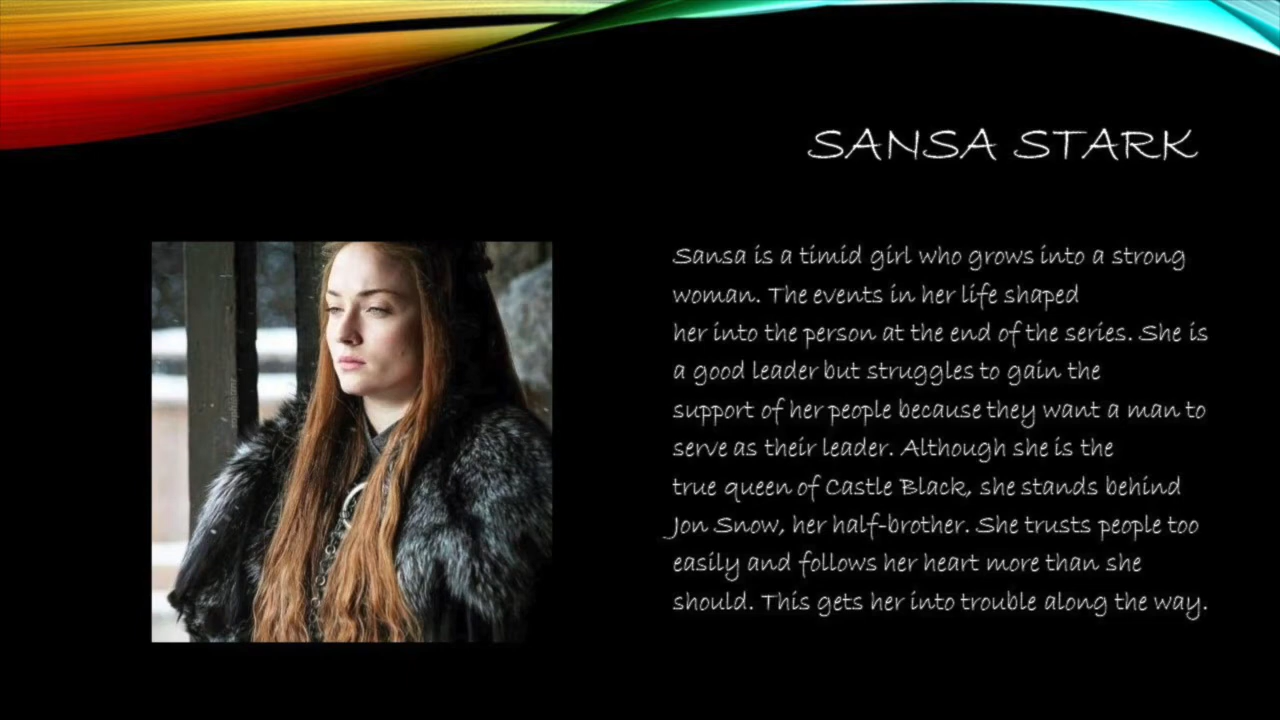 SANSA STARK
Sansa is a timid girl who grows into a strong
woman. The events in her life shaped
her into the person at the end of the series. She is
a good leader but struggles to gain the
support of her people because they want a man to
serve as their leader. Although she is the
true queen of Castle Black, she stands behind
Jon Snow, her half-brother. She trusts people too
easily and follows her heart more than she
should. This gets her into trouble along the way.